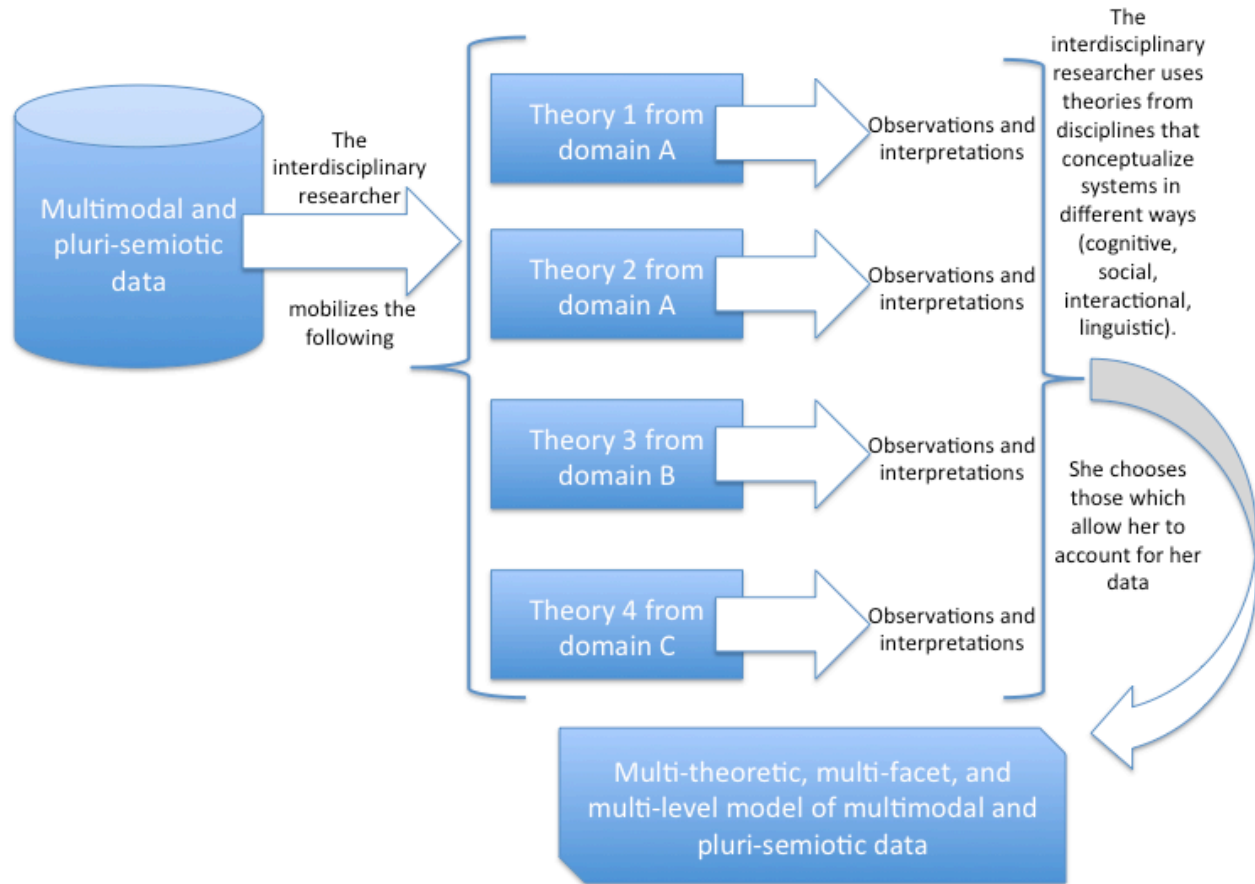 Multimodal and
pluri-semiotic
data
The
interdisciplinary
researcher
mobilizes the
following
Theory 1 from
domain A
Observations and
interpretations
Theory 2 from
domain A
Observations and
interpretations
Theory 3 from
domain B
Observations and
interpretations
Theory 4 from
domain C
Observations and
interpretations
The
interdisciplinary
researcher uses
theories from
disciplines that
conceptualize
systems in
different ways
(cognitive,
social,
interactional,
linguistic).
She chooses
those which
allow her to
account for her
data
Multi-theoretic, multi-facet, and
multi-level model of multimodal and
pluri-semiotic data